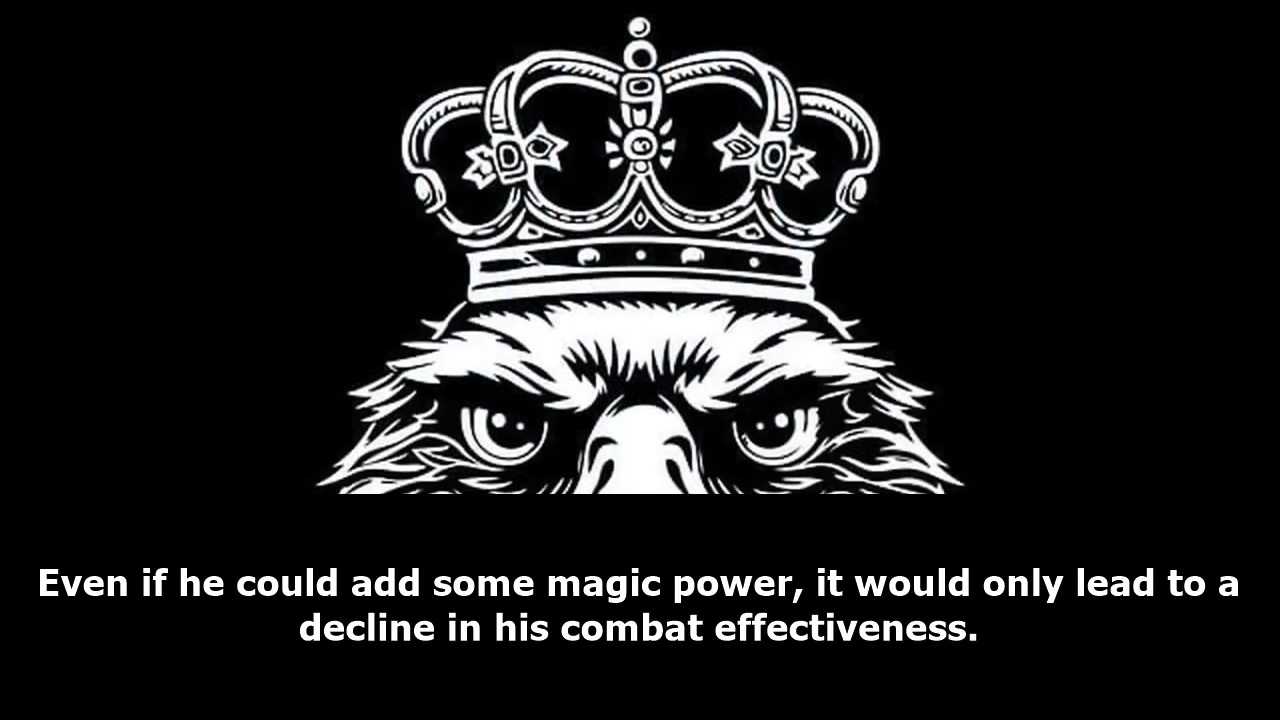 Even if he could add some magic power, it would only lead to a
decline in his combat effectiveness.